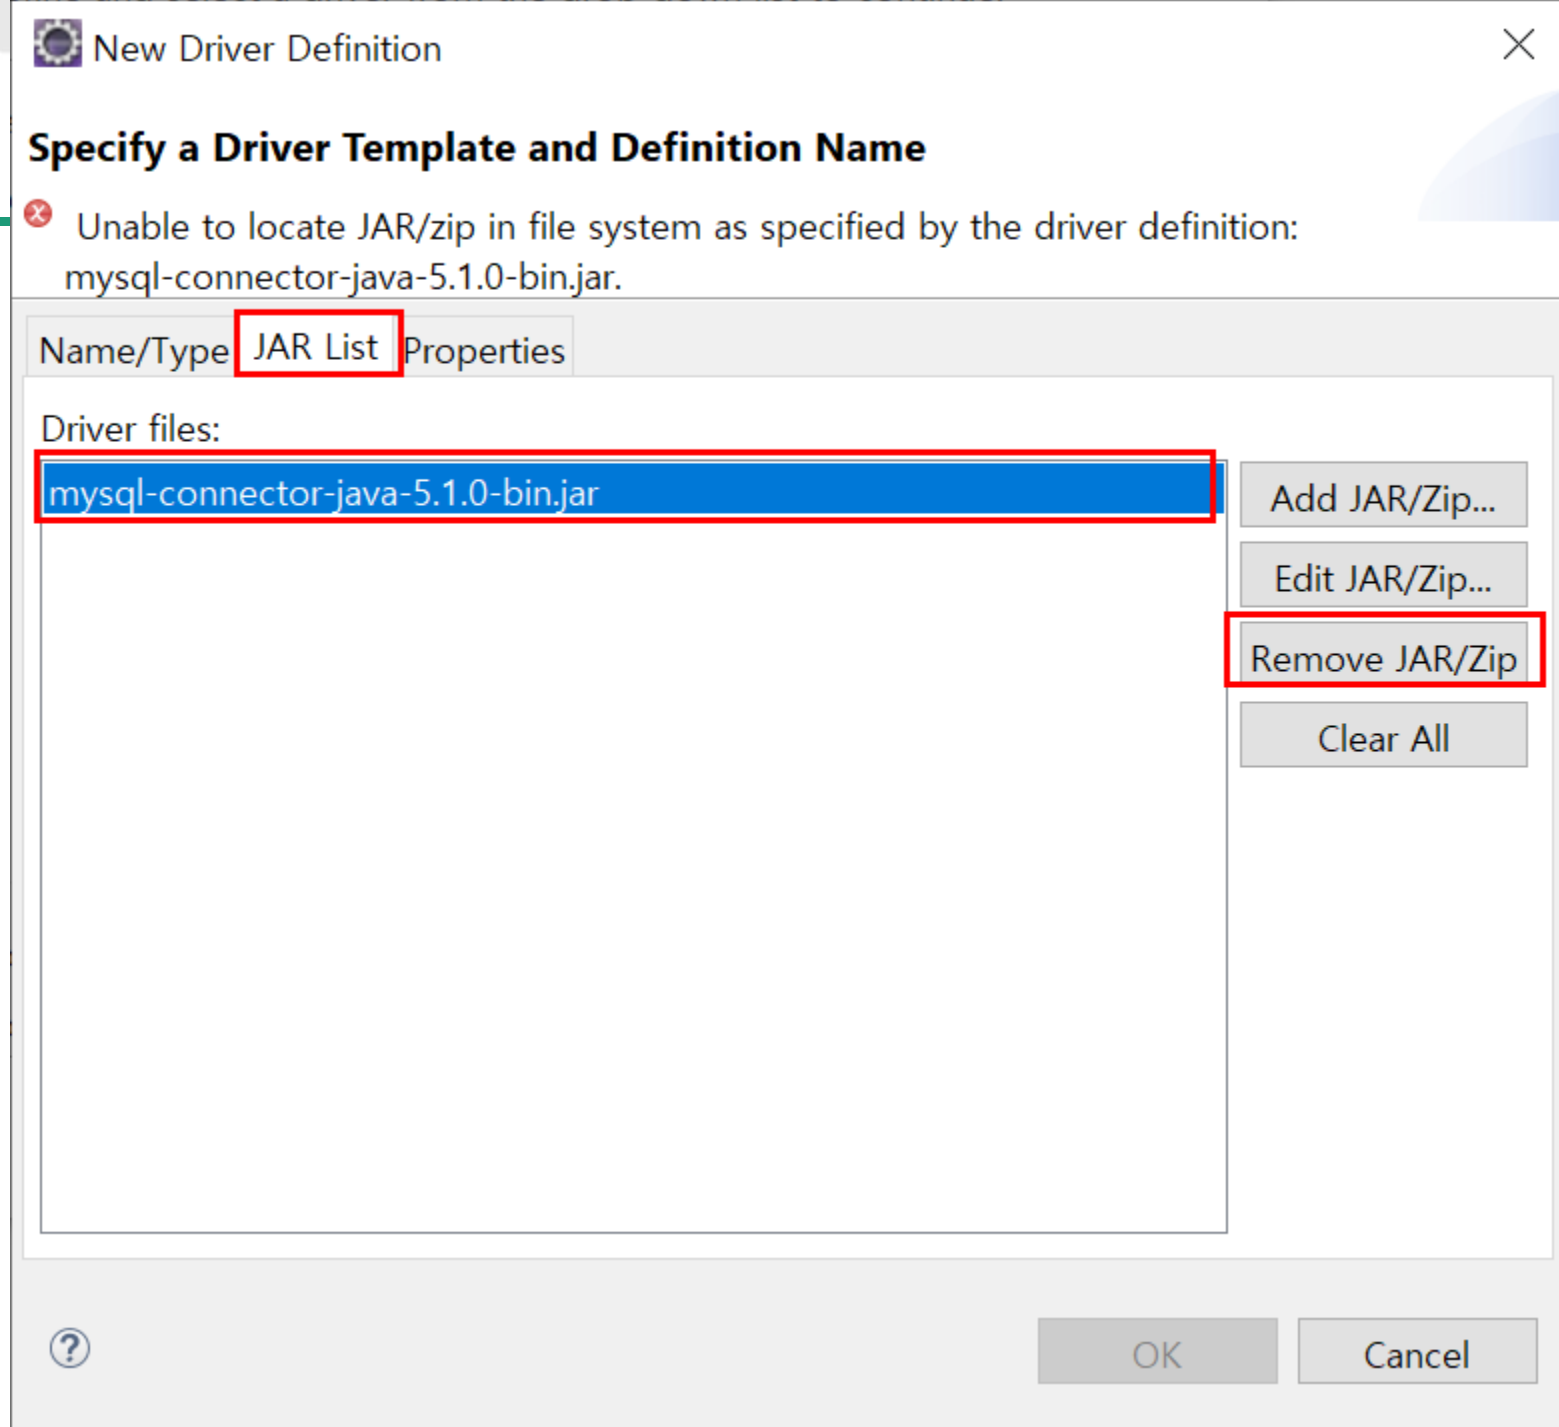 New Driver Definition
Specify a Driver Template and Definition Name
Unable to locate JAR/zip in file system as specified by the driver definition:
mysql-connector-java-5.1.0-bin.jar.
Name/Type JAR List Properties
Driver files:
mysql-connector-java-5.1.0-bin.jar
Add JAR/Zip...
Edit JAR/Zip...
Remove JAR/Zip
Clear All
OK Cancel